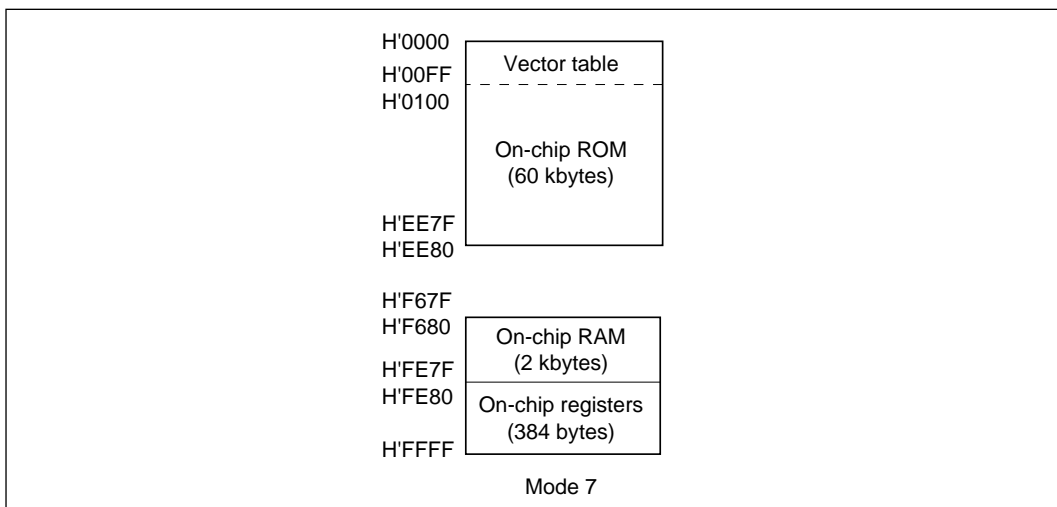 H'0000
Vector table
H'00FF
H'0100
On-chip ROM
(60 kbytes)
H'EE7F
H'EE80
H'F67F
H'F680
On-chip RAM
(2 kbytes)
H'FE7F
H'FE80
On-chip registers
(384 bytes)
H'FFFF
Mode 7